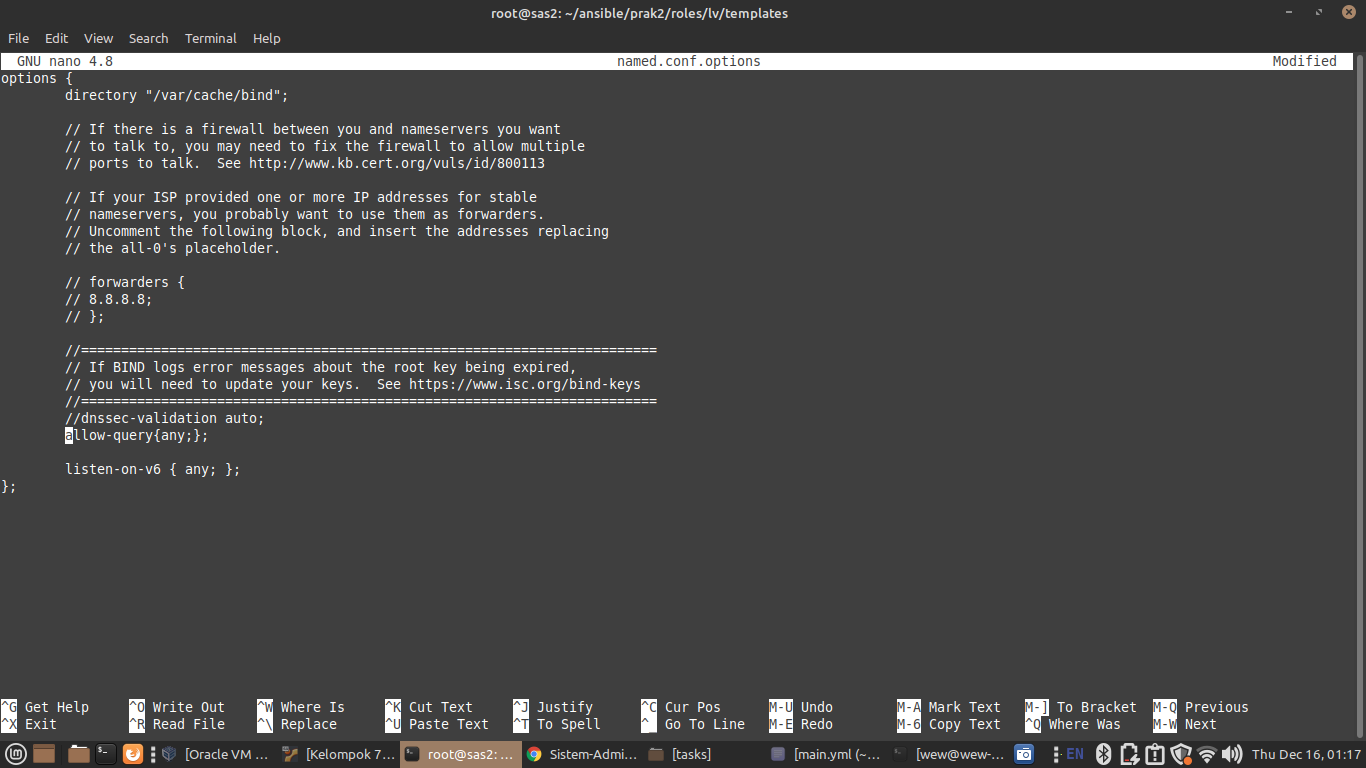 root@sas2: ~/ansible/prak2/roles/lv/templates
File Edit View Search Terminal Help
GNU nano 4.8 named.conf.options Modified
options {
directory "/var/cache/bind";
// If there is a firewall between you and nameservers you want
// to talk to, you may need to fix the firewall to allow multiple
// ports to talk.  See http://www.kb.cert.org/vuls/id/800113
// If your ISP provided one or more IP addresses for stable
// nameservers, you probably want to use them as forwarders.
// Uncomment the following block, and insert the addresses replacing
// the all-0's placeholder.
// forwarders {
// 8.8.8.8;
// };
//========================================================================
// If BIND logs error messages about the root key being expired,
// you will need to update your keys.  See https://www.isc.org/bind-keys
//========================================================================
//dnssec-validation auto;
allow-query{any;};
listen-on-v6 { any; };
};
^G Get Help ^O Write Out ^W Where Is ^K Cut Text ^J Justify ^C Cur Pos M-U Undo M-A Mark Text M-] To Bracket M-Q Previous
^X Exit ^R Read File ^\ Replace ^U Paste Text ^T To Spell ^_ Go To Line M-E Redo M-6 Copy Text ^Q Where Was M-W Next
[Oracle VM ... [Kelompok 7... root@sas2: ... Sistem-Admi... [tasks] [main.yml (~... [wew@wew-... EN Thu Dec 16, 01:17